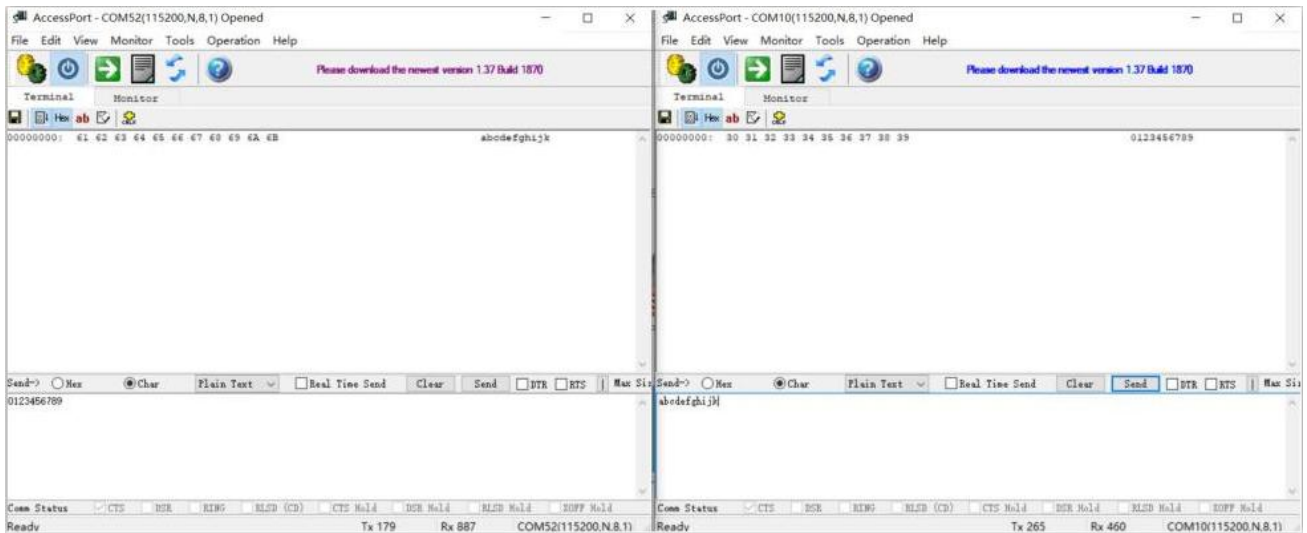 AccessPort - COM52(115200,N,8,1) Opened
File Edit View Monitor Tools Operation Help
Please download the newest version 1.37 Build 1870
Terminal Monitor
Hex ab
00000000: 61 62 63 64 65 66 67 68 69 6A 6B abcdefghijk
Send-> Hex Char Plain Text Real Time Send Clear Send DTR RTS | Max Siz
0123456789
Comm Status CTS DSR RING RLSD (CD) CTS Hold DSR Hold RLSD Hold XOFF Hold
Ready Tx 179 Rx 887 COM52(115200,N,8,1)
AccessPort - COM10(115200,N,8,1) Opened
File Edit View Monitor Tools Operation Help
Please download the newest version 1.37 Build 1870
Terminal Monitor
Hex ab
00000000: 30 31 32 33 34 35 36 37 38 39 0123456789
Send-> Hex Char Plain Text Real Time Send Clear Send DTR RTS | Max Siz
abcdefghijk
Comm Status CTS DSR RING RLSD (CD) CTS Hold DSR Hold RLSD Hold XOFF Hold
Ready Tx 265 Rx 460 COM10(115200,N,8,1)